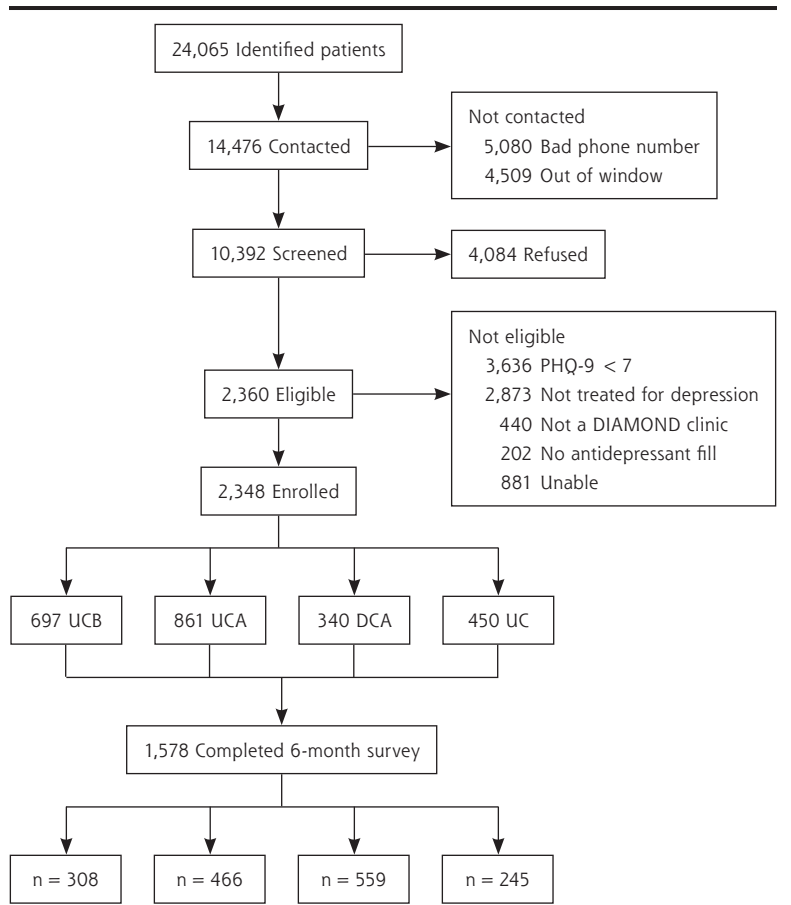 24,065 Identified patients
14,476 Contacted
Not contacted
5,080 Bad phone number
4,509 Out of window
10,392 Screened
4,084 Refused
Not eligible
3,636 PHQ-9 < 7
2,873 Not treated for depression
440 Not a DIAMOND clinic
202 No antidepressant fill
881 Unable
2,360 Eligible
2,348 Enrolled
697 UCB
861 UCA
340 DCA
450 UC
1,578 Completed 6-month survey
n = 308
n = 466
n = 559
n = 245